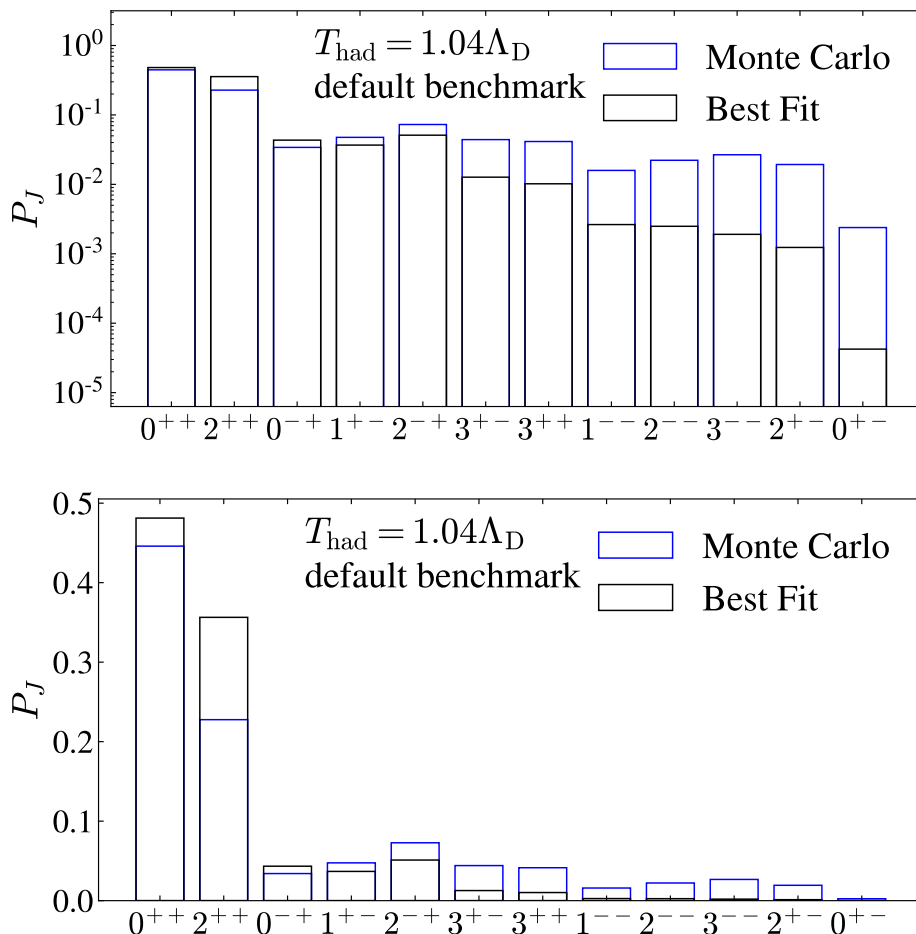 10⁰
10⁻¹
10⁻²
10⁻³
10⁻⁴
10⁻⁵
P_J
T_had = 1.04Λ_D
default benchmark
Monte Carlo
Best Fit
0⁺⁺ 2⁺⁺ 0⁻⁺ 1⁺⁻ 2⁻⁺ 3⁺⁻ 3⁺⁺ 1⁻⁻ 2⁻⁻ 3⁻⁻ 2⁺⁻ 0⁺⁻
0.5
0.4
0.3
0.2
0.1
0.0
P_J
T_had = 1.04Λ_D
default benchmark
Monte Carlo
Best Fit
0⁺⁺ 2⁺⁺ 0⁻⁺ 1⁺⁻ 2⁻⁺ 3⁺⁻ 3⁺⁺ 1⁻⁻ 2⁻⁻ 3⁻⁻ 2⁺⁻ 0⁺⁻